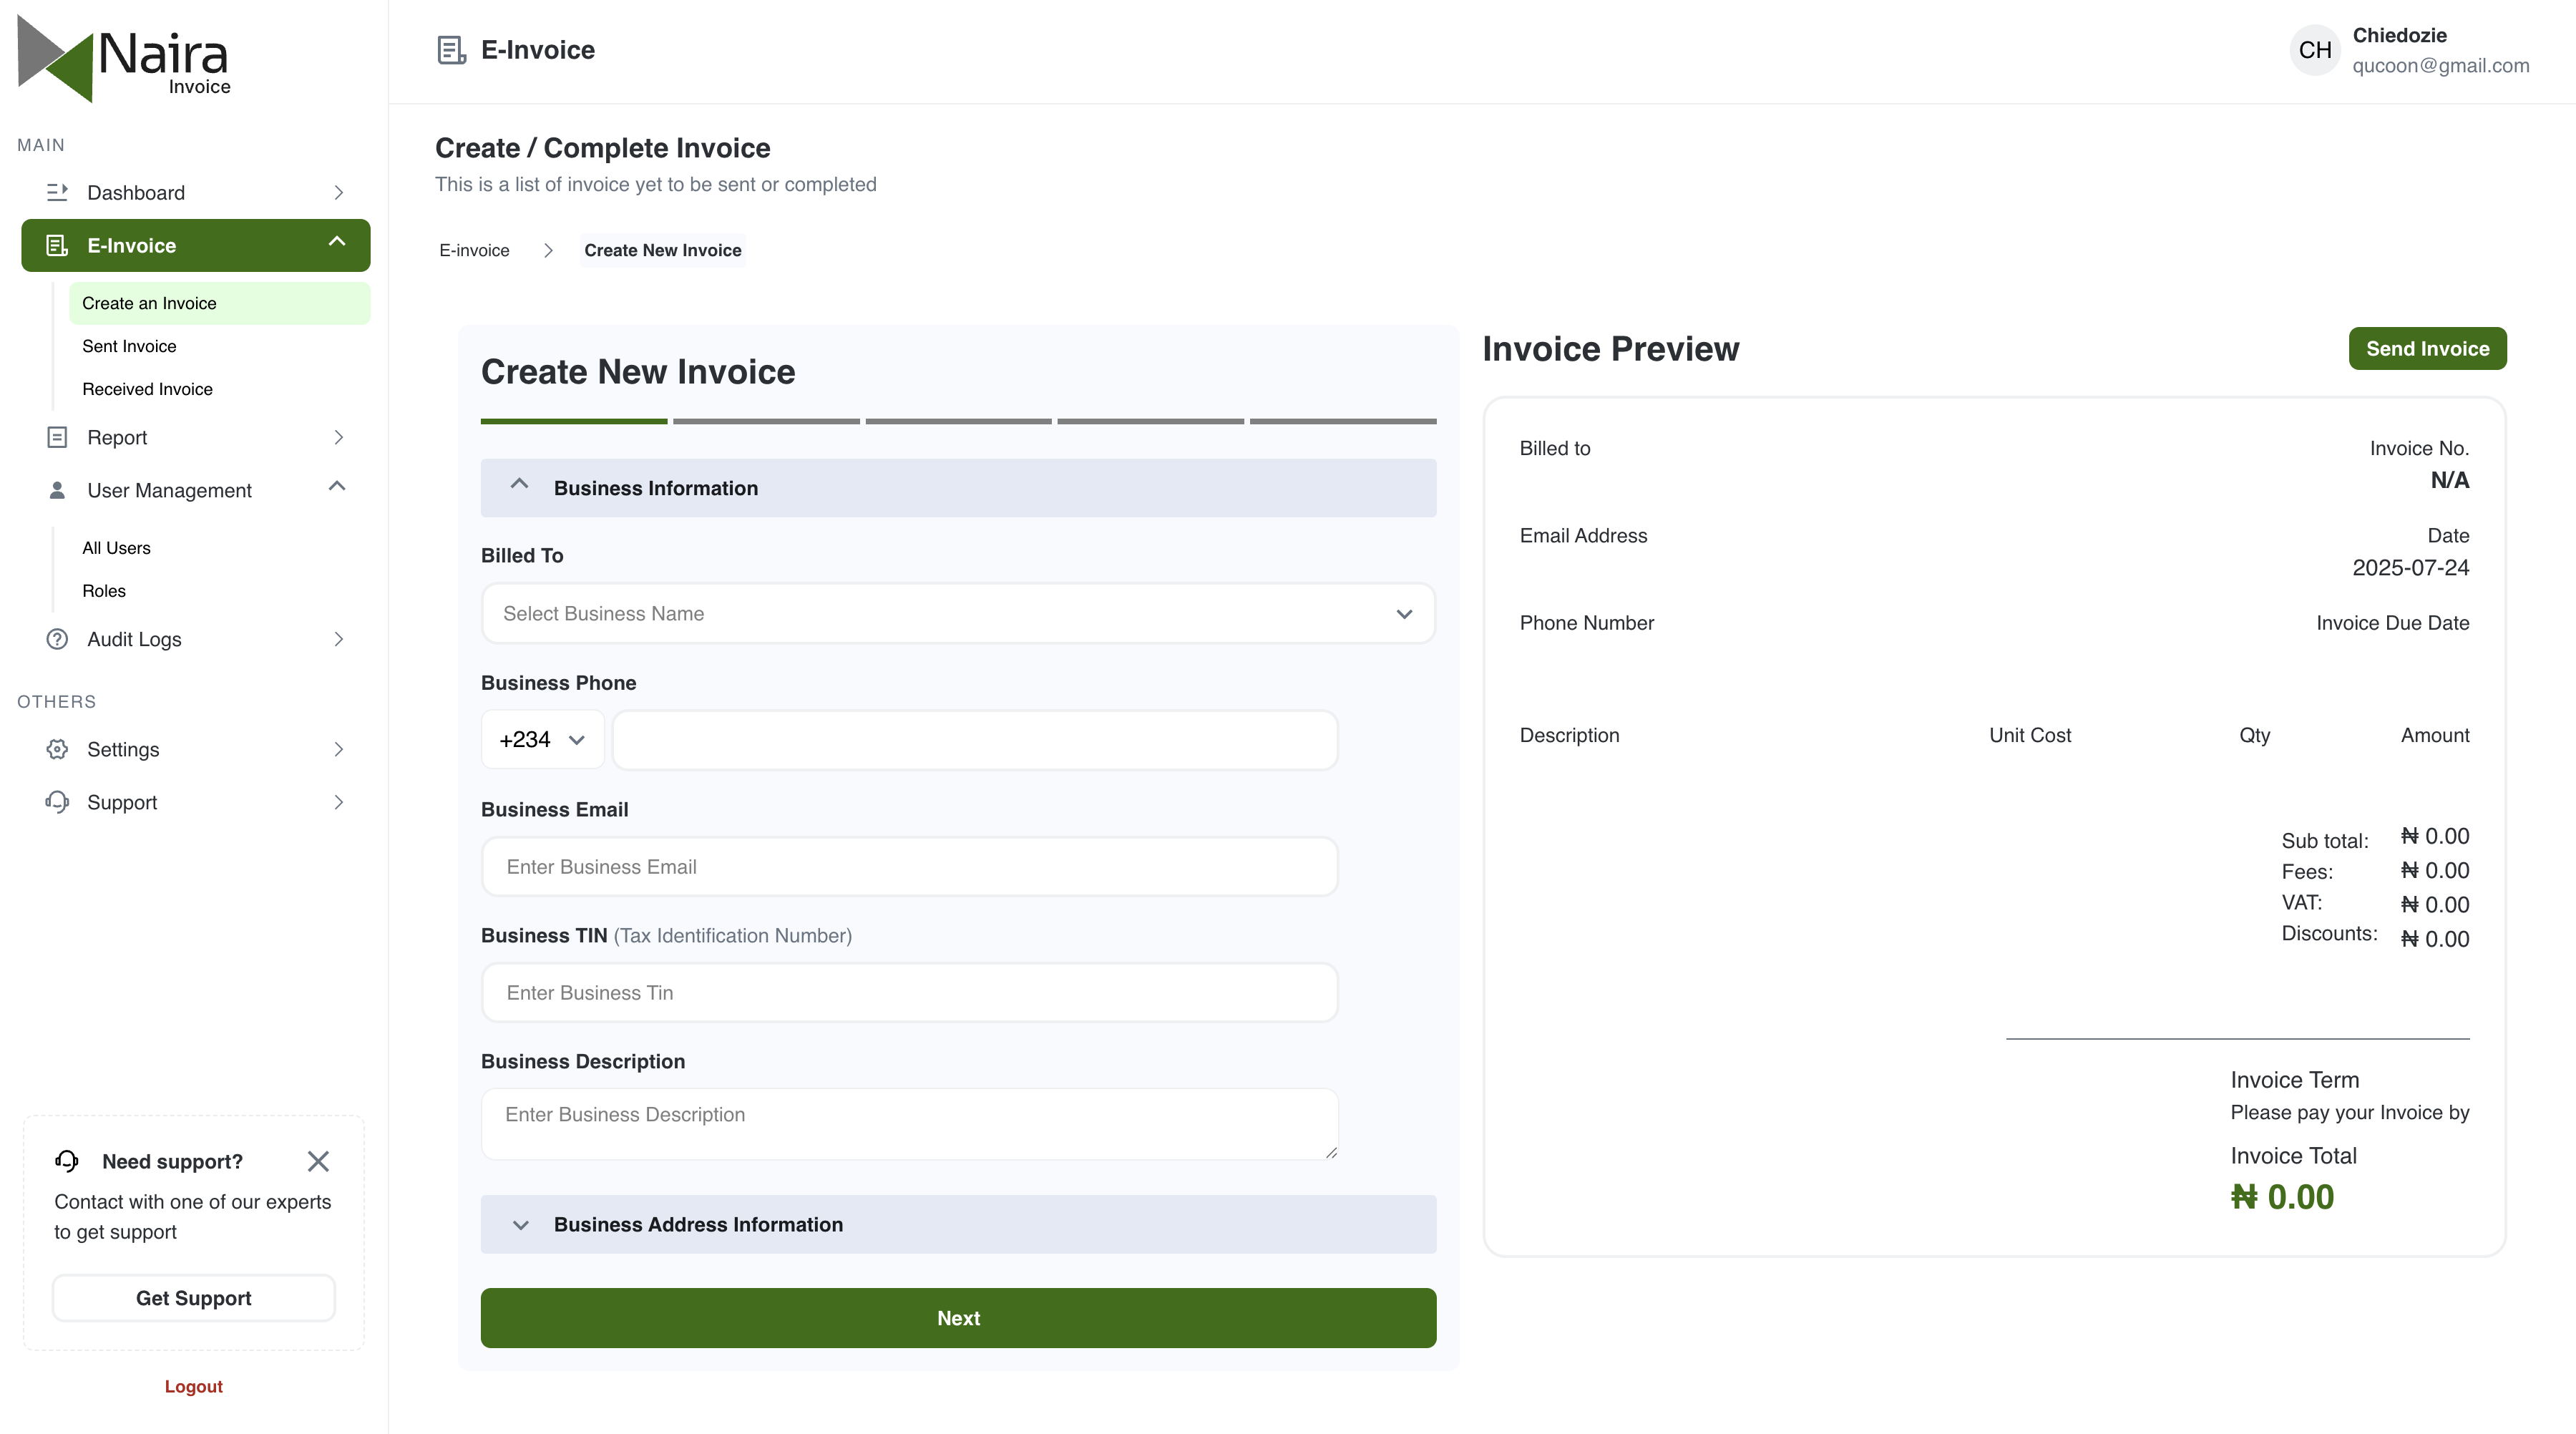 Naira
Invoice
MAIN
Dashboard
E-Invoice
Create an Invoice
Sent Invoice
Received Invoice
Report
User Management
All Users
Roles
Audit Logs
OTHERS
Settings
Support
Need support?
Contact with one of our experts
to get support
Get Support
Logout
E-Invoice
CH
Chiedozie
qucoon@gmail.com
Create / Complete Invoice
This is a list of invoice yet to be sent or completed
E-invoice
Create New Invoice
Create New Invoice
Business Information
Billed To
Select Business Name
Business Phone
+234
Business Email
Enter Business Email
Business TIN (Tax Identification Number)
Enter Business Tin
Business Description
Enter Business Description
Business Address Information
Next
Invoice Preview
Send Invoice
Billed to
Invoice No.
N/A
Email Address
Date
2025-07-24
Phone Number
Invoice Due Date
Description Unit Cost Qty Amount
Sub total: ₦ 0.00
Fees: ₦ 0.00
VAT: ₦ 0.00
Discounts: ₦ 0.00
Invoice Term
Please pay your Invoice by
Invoice Total
₦ 0.00